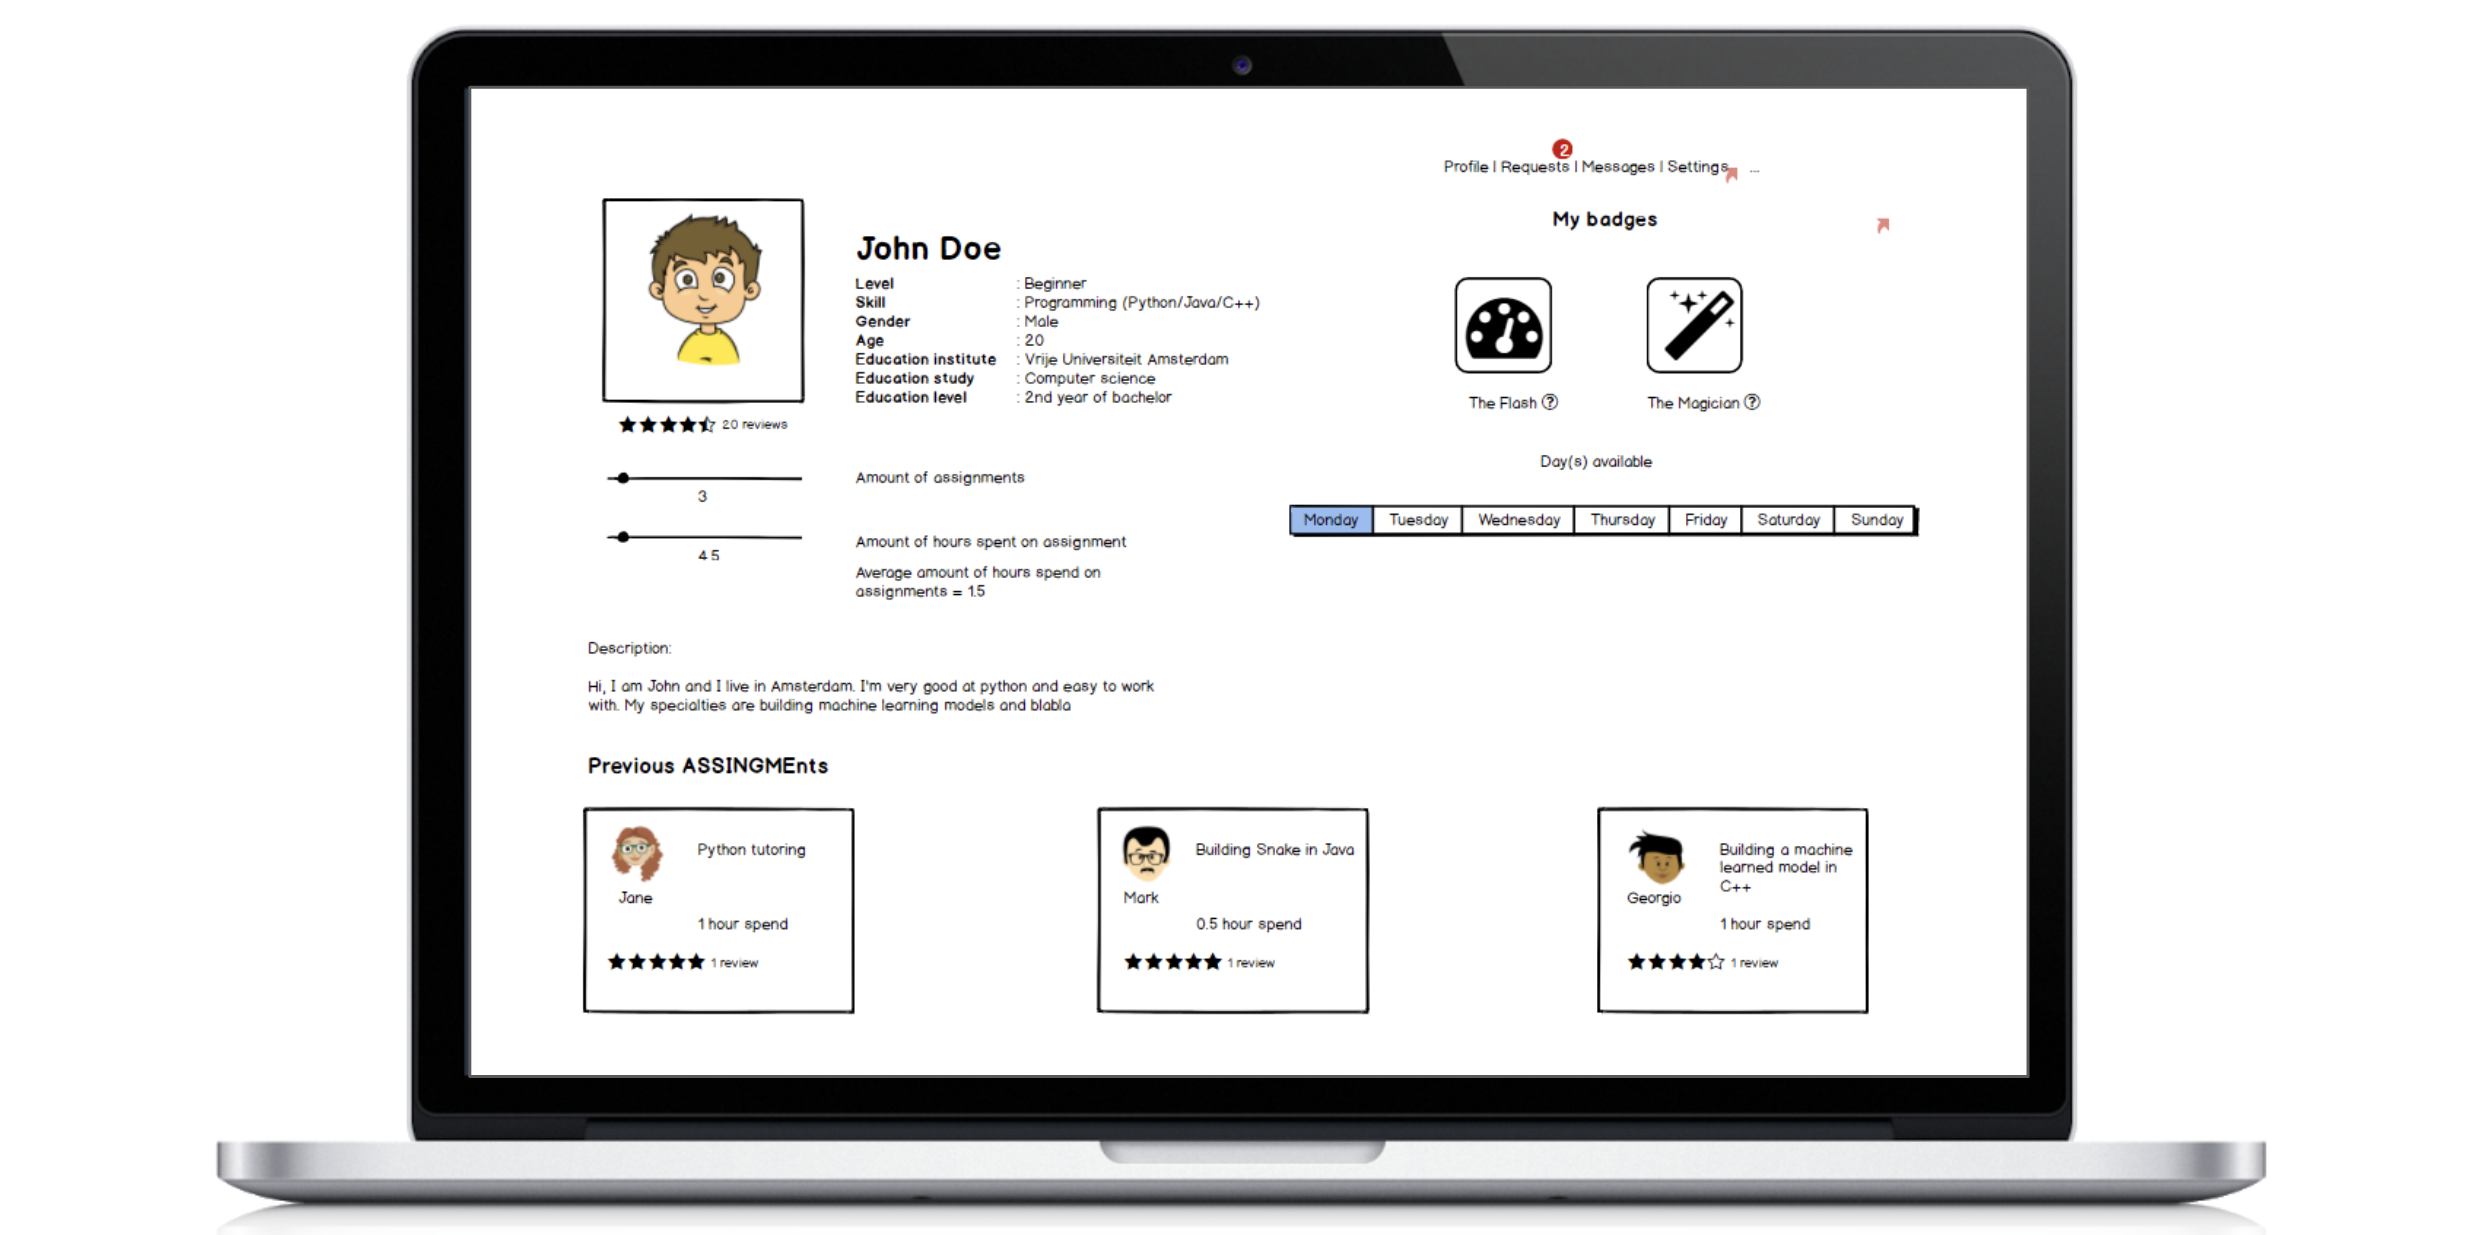 2
Profile | Requests | Messages | Settings ...
My badges
John Doe
Level : Beginner
Skill : Programming (Python/Java/C++)
Gender : Male
Age : 20
Education institute : Vrije Universiteit Amsterdam
Education study : Computer science
Education level : 2nd year of bachelor
The Flash ?
The Magician ?
20 reviews
Day(s) available
3
Amount of assignments
Monday Tuesday Wednesday Thursday Friday Saturday Sunday
4.5
Amount of hours spent on assignment
Average amount of hours spend on
assignments = 1.5
Description:
Hi, I am John and I live in Amsterdam. I'm very good at python and easy to work
with. My specialties are building machine learning models and blabla
Previous ASSINGMEnts
Python tutoring
Jane
1 hour spend
1 review
Building Snake in Java
Mark
0.5 hour spend
1 review
Building a machine
learned model in
C++
Georgio
1 hour spend
1 review